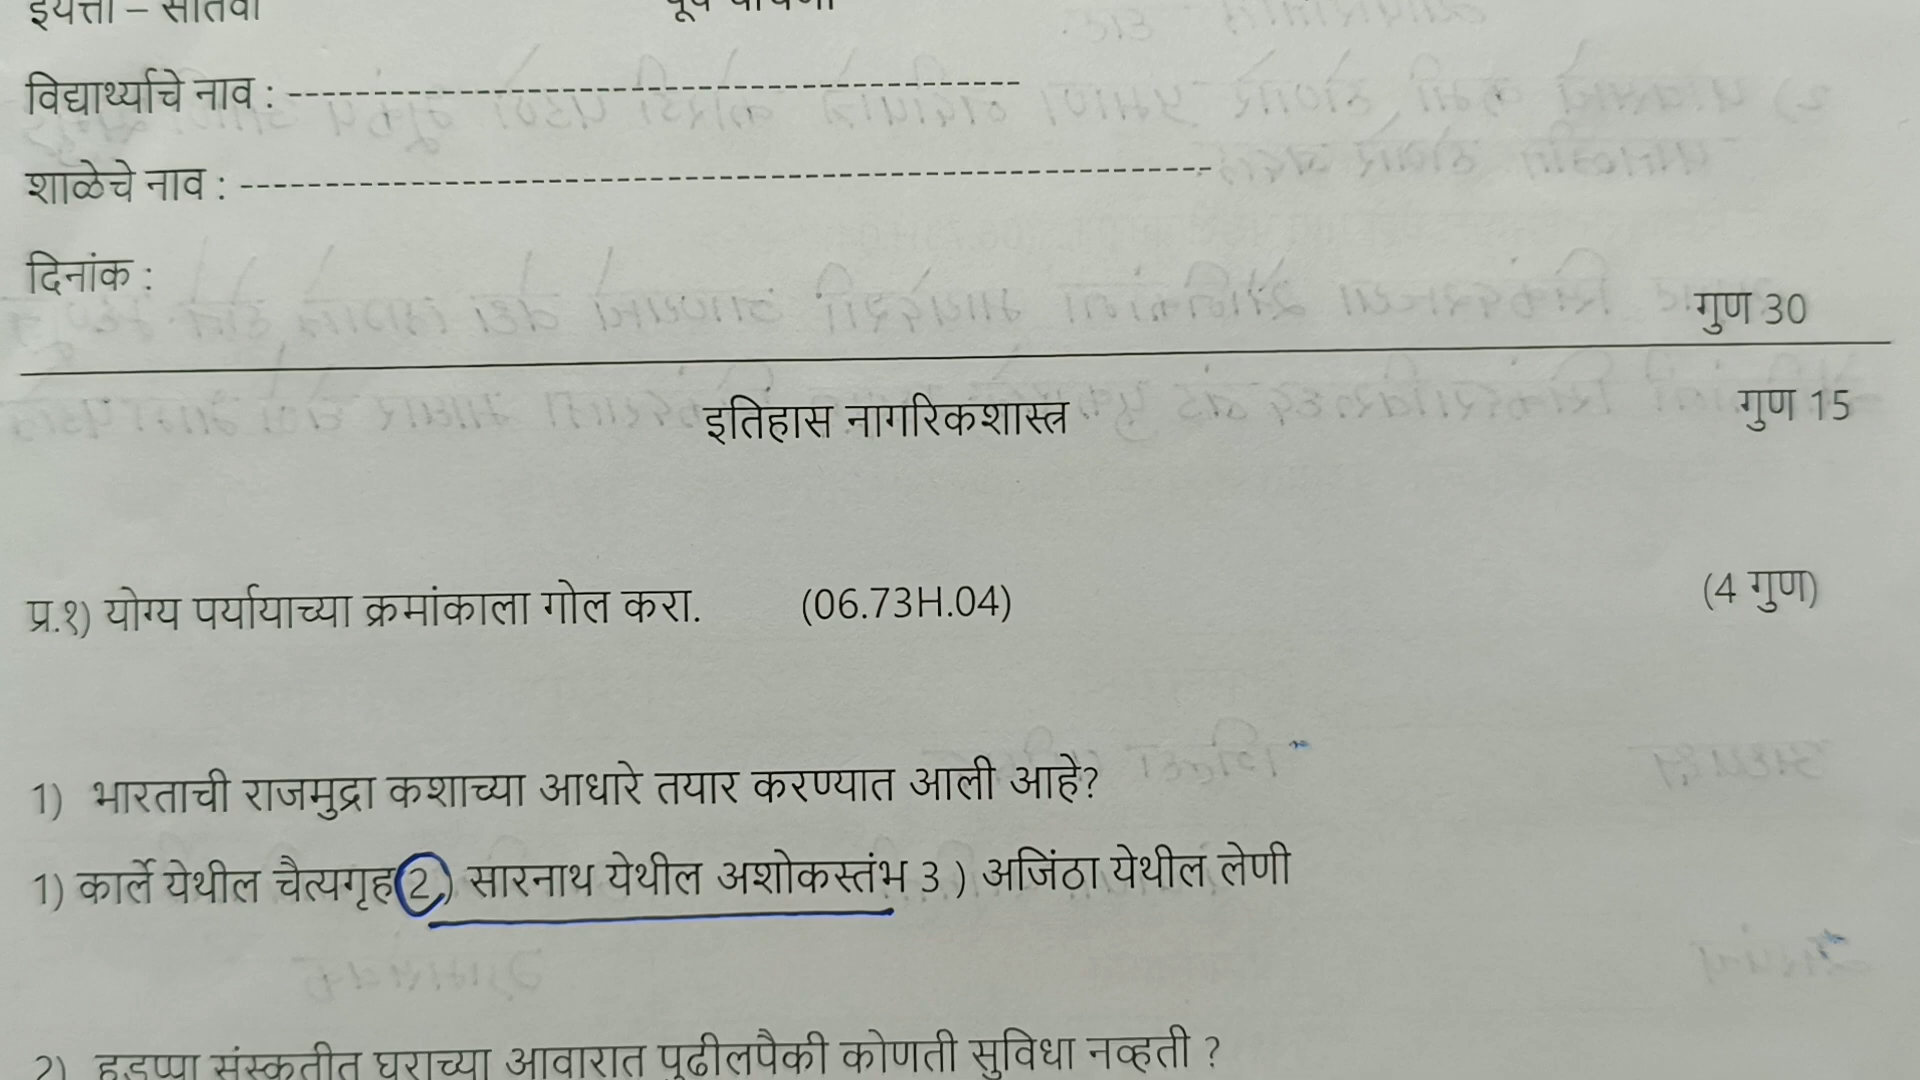 इयत्ता – सातवी
विद्यार्थ्याचे नाव : ----------------------------------------
शाळेचे नाव : ----------------------------------------------------
दिनांक :
गुण 30
इतिहास नागरिकशास्त्र गुण 15
प्र.१) योग्य पर्यायाच्या क्रमांकाला गोल करा. (06.73H.04) (4 गुण)
1) भारताची राजमुद्रा कशाच्या आधारे तयार करण्यात आली आहे?
1) कार्ले येथील चैत्यगृह 2) सारनाथ येथील अशोकस्तंभ 3 ) अजिंठा येथील लेणी
2) हडप्पा संस्कृतीत घराच्या आवारात पुढीलपैकी कोणती सुविधा नव्हती ?